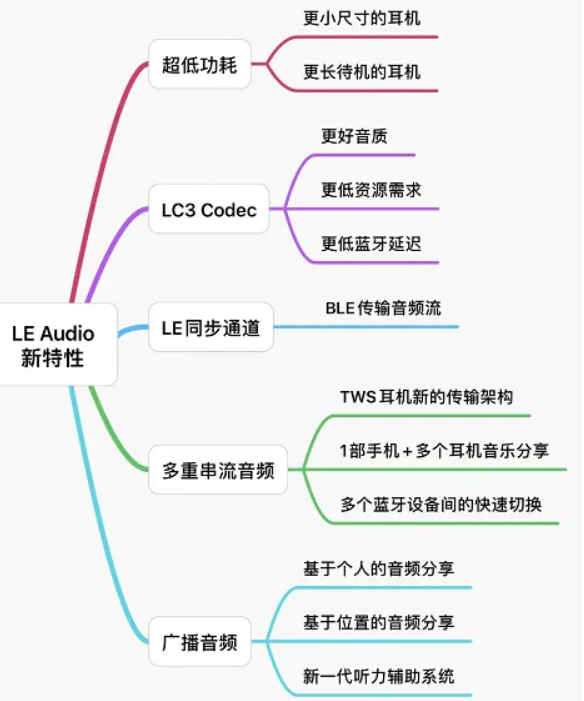 LE Audio
新特性
超低功耗
更小尺寸的耳机
更长待机的耳机
LC3 Codec
更好音质
更低资源需求
更低蓝牙延迟
LE同步通道
BLE传输音频流
多重串流音频
TWS耳机新的传输架构
1部手机+多个耳机音乐分享
多个蓝牙设备间的快速切换
广播音频
基于个人的音频分享
基于位置的音频分享
新一代听力辅助系统